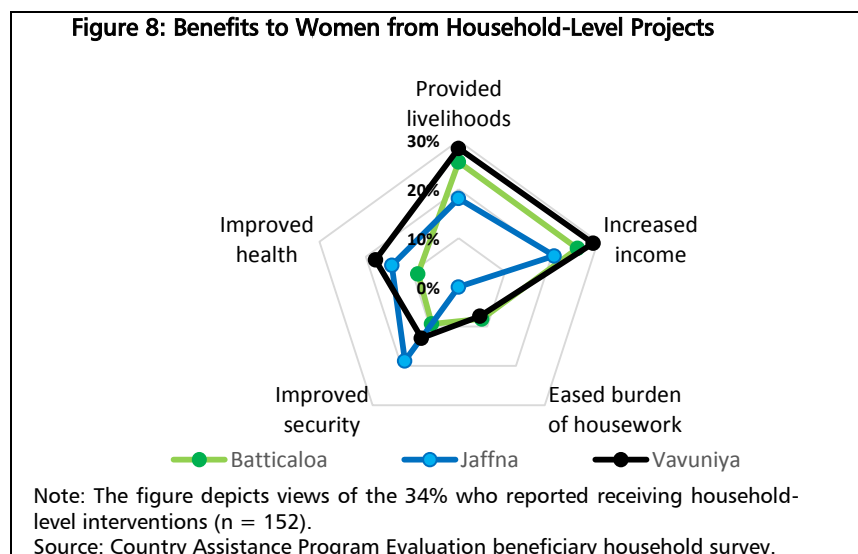 Figure 8: Benefits to Women from Household-Level Projects
Provided
livelihoods
30%
20%
10%
0%
Increased
income
Eased burden
of housework
Improved
security
Improved
health
Batticaloa
Jaffna
Vavuniya
Note: The figure depicts views of the 34% who reported receiving household-
level interventions (n = 152).
Source: Country Assistance Program Evaluation beneficiary household survey.